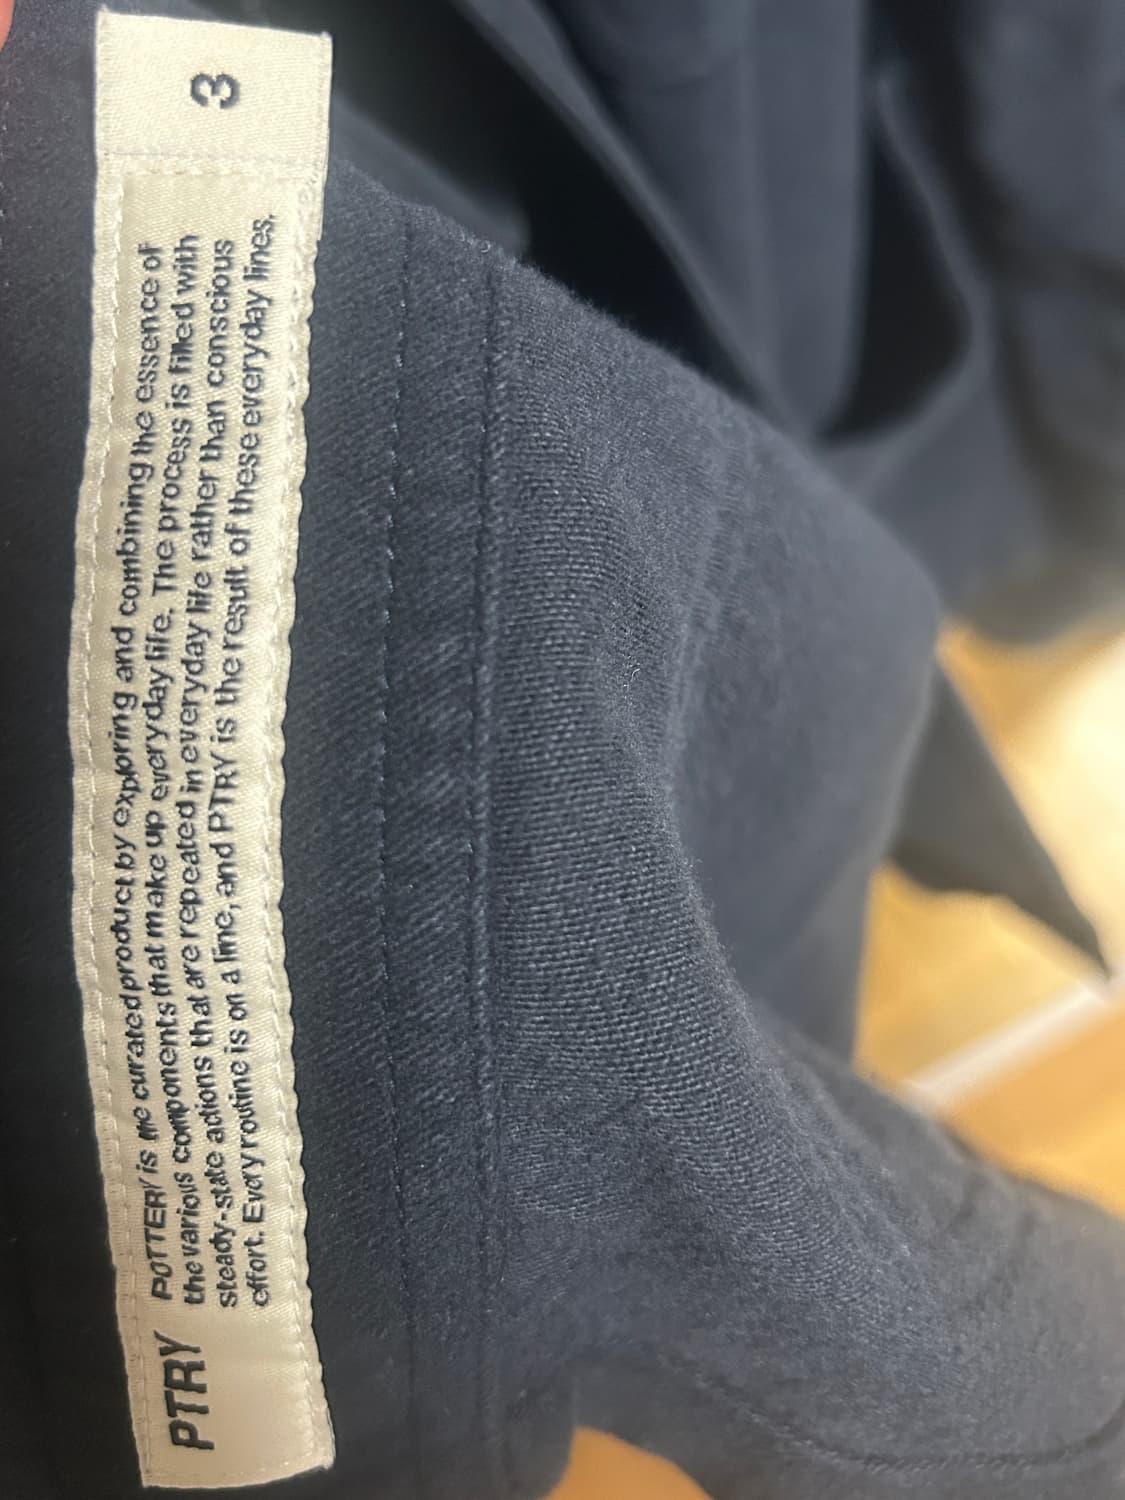 PTRY
POTTERY is the curated product by exploring and combining the essence of
the various components that make up everyday life. The process is filled with
steady-state actions that are repeated in everyday life rather than conscious
effort. Every routine is on a line, and PTRY is the result of these everyday lines.
3